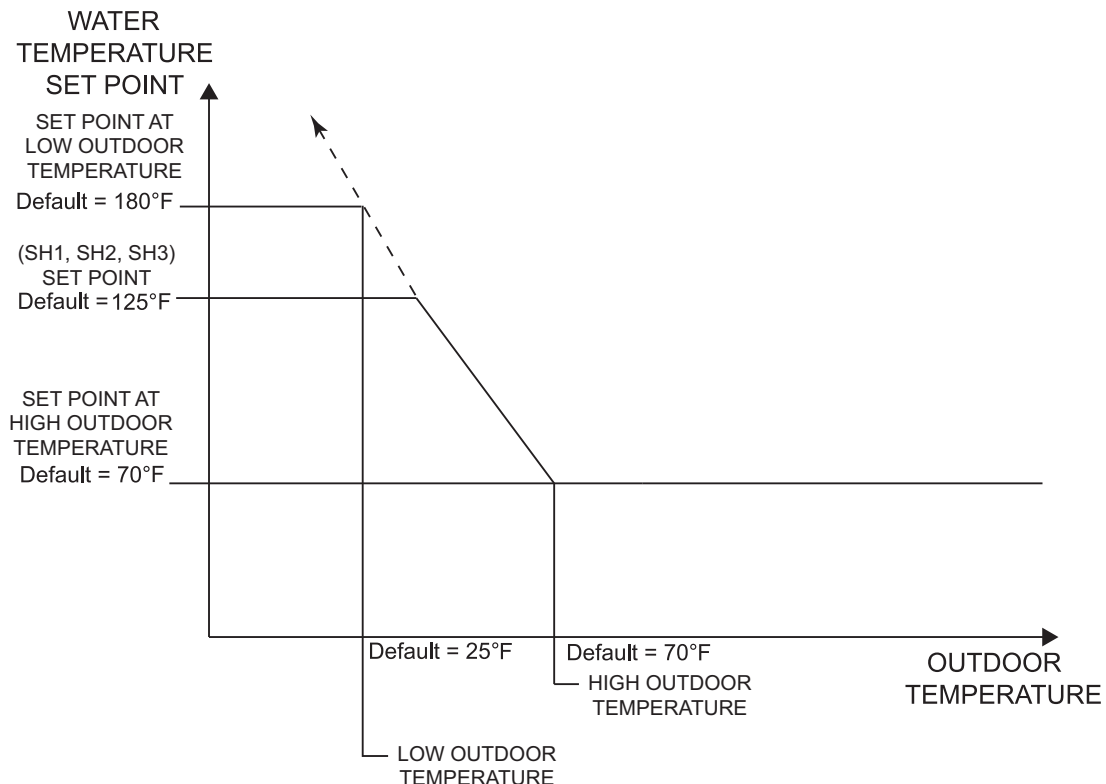 WATER
TEMPERATURE
SET POINT
SET POINT AT
LOW OUTDOOR
TEMPERATURE
Default = 180°F
(SH1, SH2, SH3)
SET POINT
Default = 125°F
SET POINT AT
HIGH OUTDOOR
TEMPERATURE
Default = 70°F
Default = 25°F
Default = 70°F
HIGH OUTDOOR
TEMPERATURE
OUTDOOR
TEMPERATURE
LOW OUTDOOR
TEMPERATURE